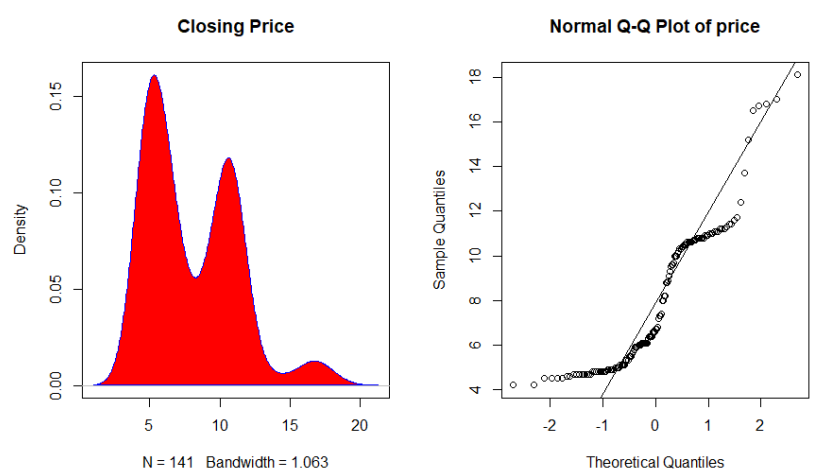 Closing Price
Density
0.00 0.05 0.10 0.15
5 10 15 20
N = 141 Bandwidth = 1.063
Normal Q-Q Plot of price
Sample Quantiles
4 6 8 10 12 14 16 18
-2 -1 0 1 2
Theoretical Quantiles